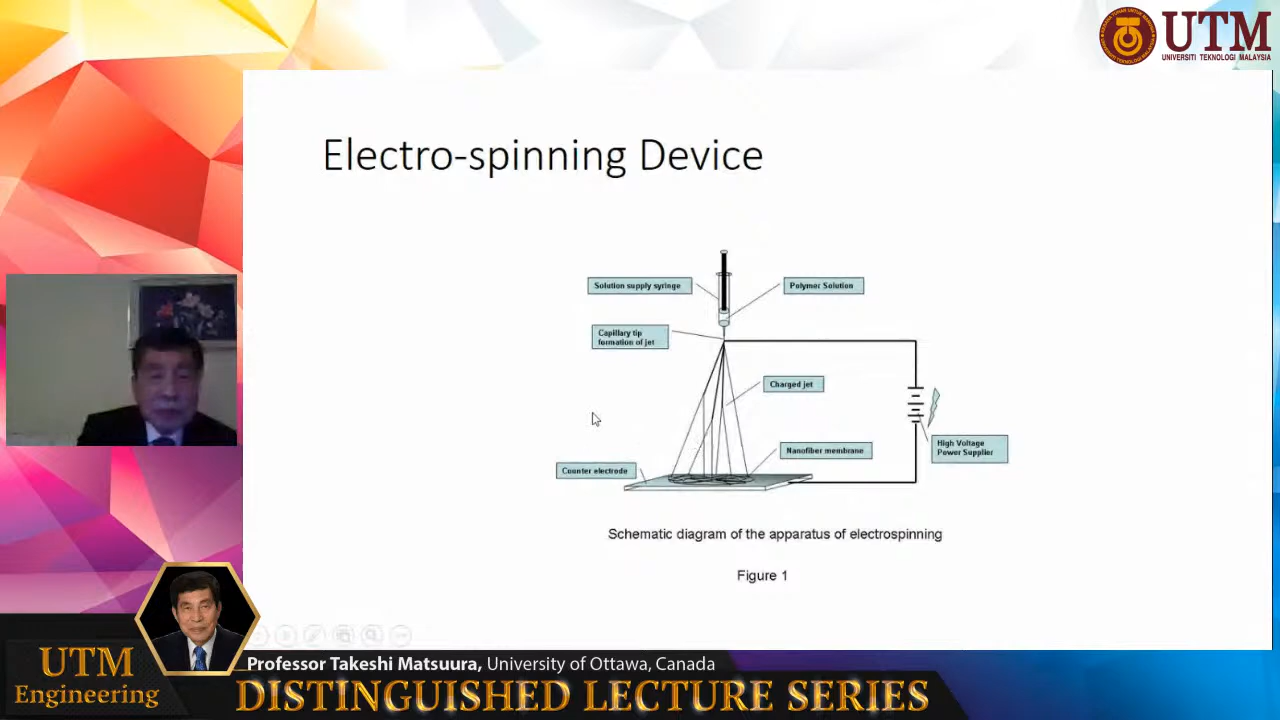 UTM
UNIVERSITI TEKNOLOGI MALAYSIA
Electro-spinning Device
Solution supply syringe
Polymer Solution
Capillary tip
formation of jet
Charged jet
High Voltage
Power Supplier
Nanofiber membrane
Counter electrode
Schematic diagram of the apparatus of electrospinning
Figure 1
Professor Takeshi Matsuura, University of Ottawa, Canada
UTM
Engineering
DISTINGUISHED LECTURE SERIES